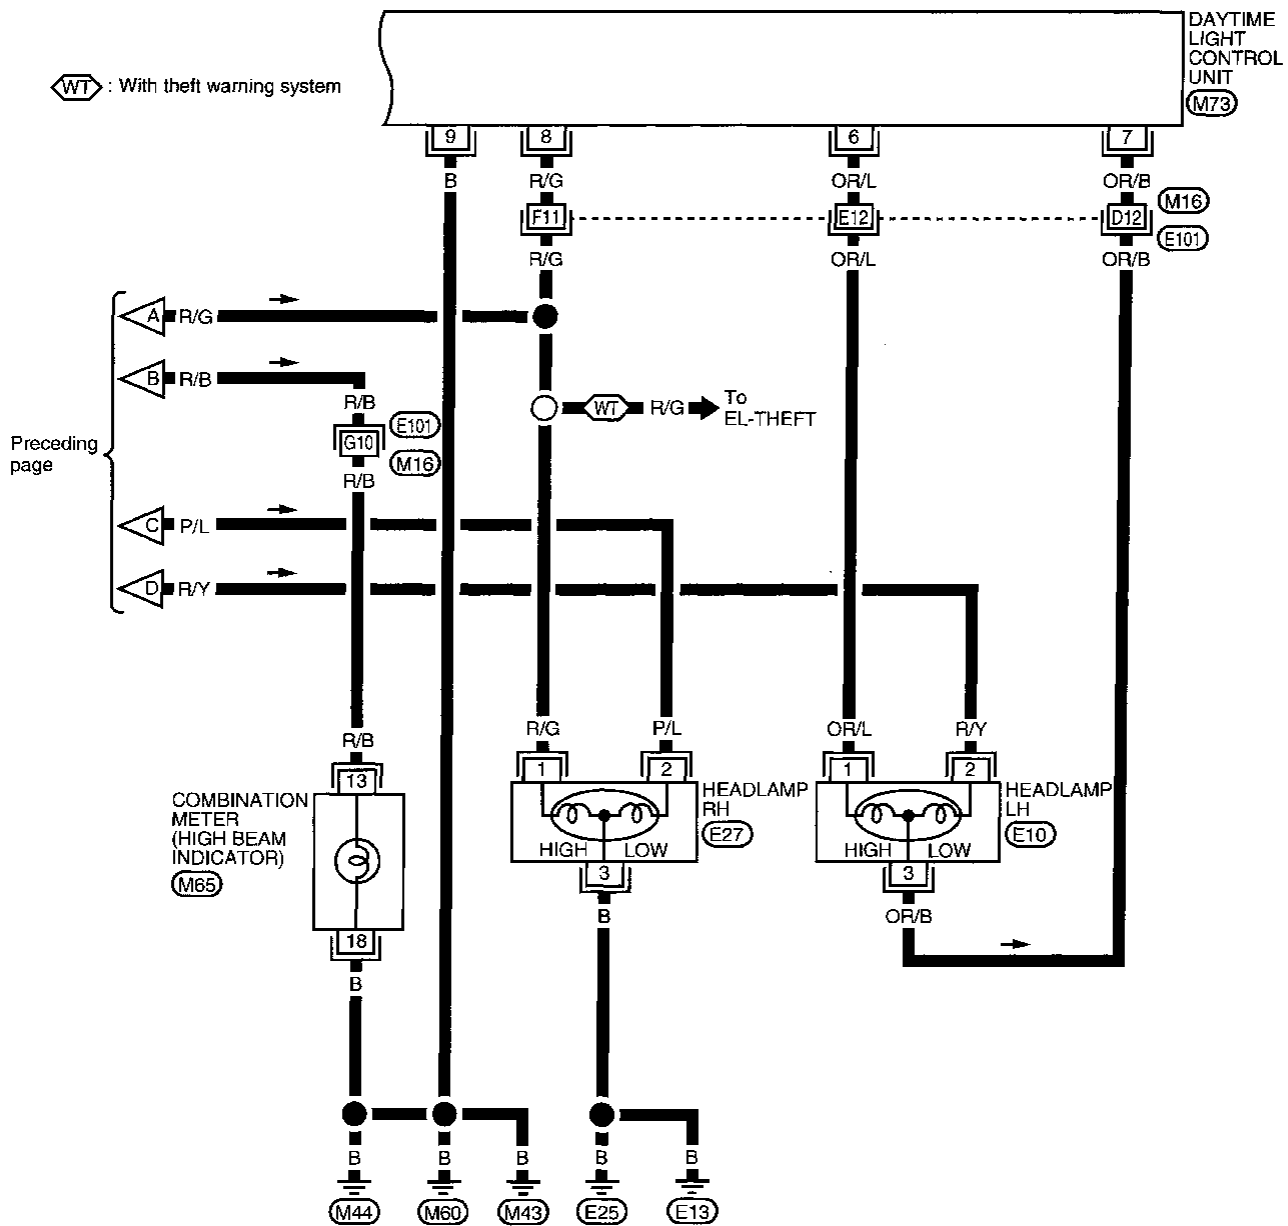 DAYTIME
LIGHT
CONTROL
UNIT
M73
WT : With theft warning system
9 8 6 7
B R/G OR/L OR/B
M16
F11 E12 D12
E101
R/G OR/L OR/B
A R/G
B R/B
R/B
WT R/G To
EL-THEFT
E101
G10
M16
Preceding
page
R/B
C P/L
D R/Y
R/B
R/G P/L OR/L R/Y
13
1 2 1 2
COMBINATION
METER
(HIGH BEAM
INDICATOR)
M65
HEADLAMP
RH
E27
HEADLAMP
LH
E10
HIGH LOW HIGH LOW
3 3
B OR/B
18
B
B B B B B
M44 M60 M43 E25 E13